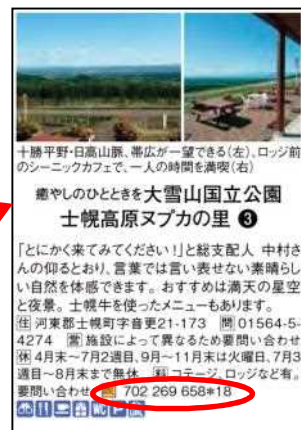 十勝平野・日高山脈、帯広が一望できる(左)。ロッジ前
のシーニックカフェで、一人の時間を満喫(右)
癒やしのひとときを大雪山国立公園
士幌高原ヌプカの里 ❸
「とにかく来てみてください!」と総支配人 中村さ
んの仰るとおり、言葉では言い表せない素晴らし
い自然を体感できます。おすすめは満天の星空
と夜景。士幌牛を使ったメニューもあります。
住 河東郡士幌町字音更21-173 問 01564-5-
4274 営 施設によって異なるため要問い合わせ
休 4月末〜7月2週目、9月〜11月末は火曜日、7月3
週目〜8月末まで無休 料 コテージ、ロッジなど有。
要問い合わせ 702 269 658*18